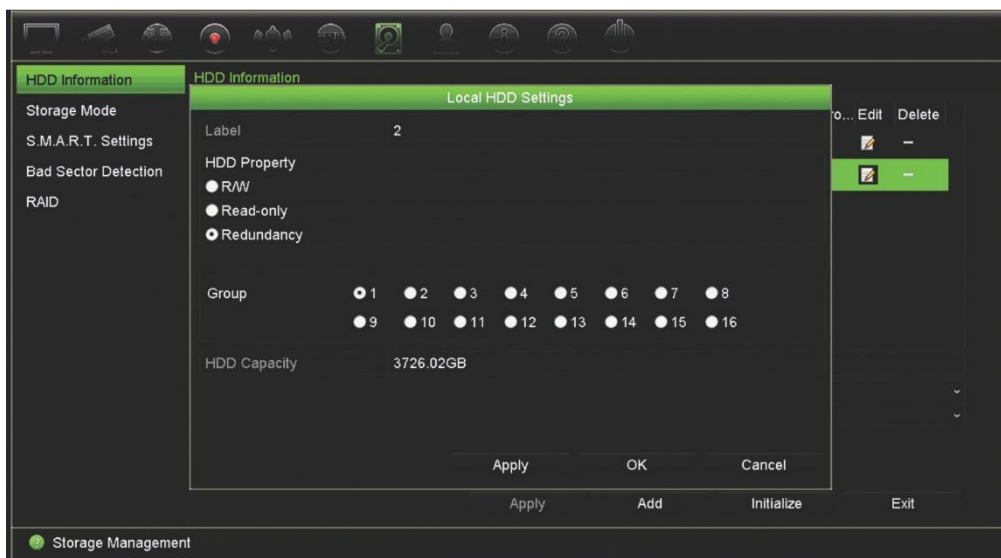 HDD Information
Storage Mode
S.M.A.R.T. Settings
Bad Sector Detection
RAID
HDD Information
Local HDD Settings
Label 2
HDD Property
R/W
Read-only
Redundancy
Group 1 2 3 4 5 6 7 8
9 10 11 12 13 14 15 16
HDD Capacity 3726.02GB
Apply OK Cancel
ro... Edit Delete
Apply Add Initialize Exit
Storage Management